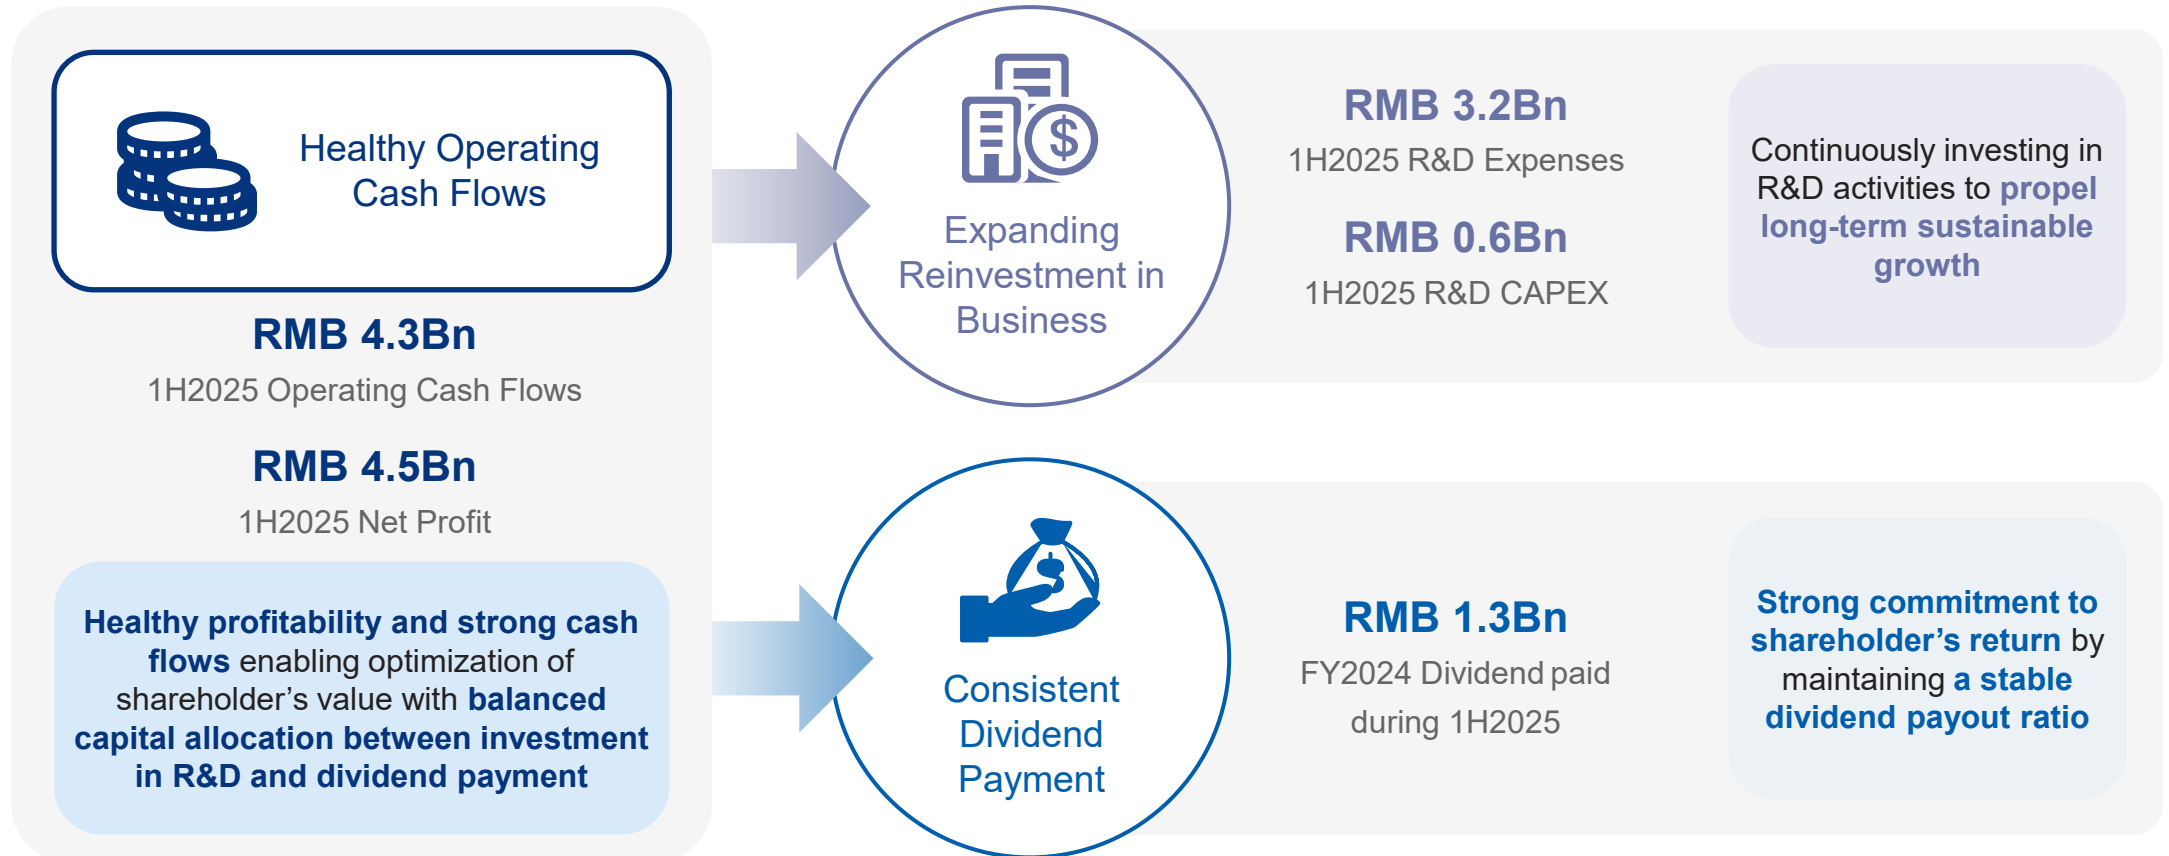 Healthy Operating
Cash Flows
RMB 4.3Bn
1H2025 Operating Cash Flows
RMB 4.5Bn
1H2025 Net Profit
Healthy profitability and strong cash
flows enabling optimization of
shareholder’s value with balanced
capital allocation between investment
in R&D and dividend payment
$
Expanding
Reinvestment in
Business
RMB 3.2Bn
1H2025 R&D Expenses
RMB 0.6Bn
1H2025 R&D CAPEX
Continuously investing in
R&D activities to propel
long-term sustainable
growth
$
Consistent
Dividend
Payment
RMB 1.3Bn
FY2024 Dividend paid
during 1H2025
Strong commitment to
shareholder’s return by
maintaining a stable
dividend payout ratio